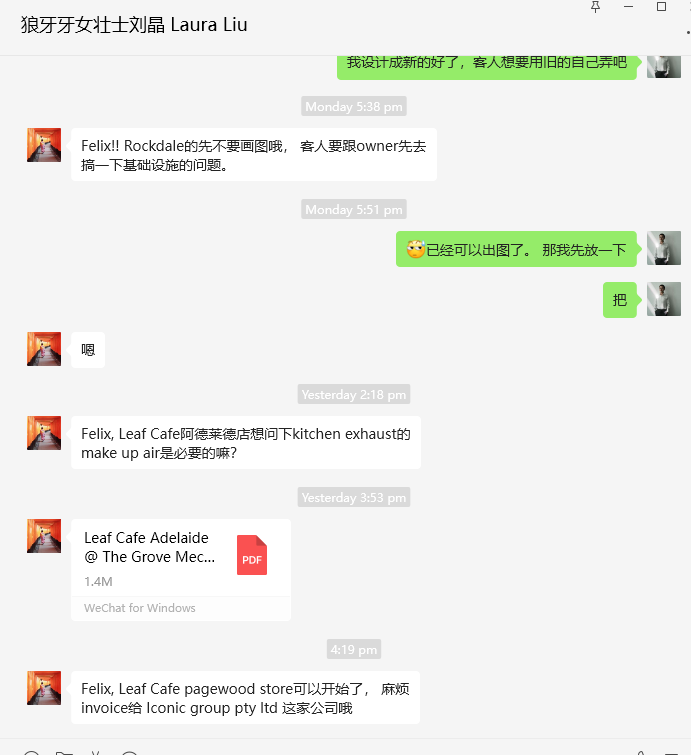 狼牙牙女壮士刘晶 Laura Liu
我设计成新的好了，客人想要用旧的自己弄吧
Monday 5:38 pm
Felix!! Rockdale的先不要画图哦， 客人要跟owner先去
搞一下基础设施的问题。
Monday 5:51 pm
已经可以出图了。 那我先放一下
把
嗯
Yesterday 2:18 pm
Felix, Leaf Cafe阿德莱德店想问下kitchen exhaust的
make up air是必要的嘛？
Yesterday 3:53 pm
Leaf Cafe Adelaide
@ The Grove Mec...
PDF
1.4M
WeChat for Windows
4:19 pm
Felix, Leaf Cafe pagewood store可以开始了， 麻烦
invoice给 Iconic group pty ltd 这家公司哦